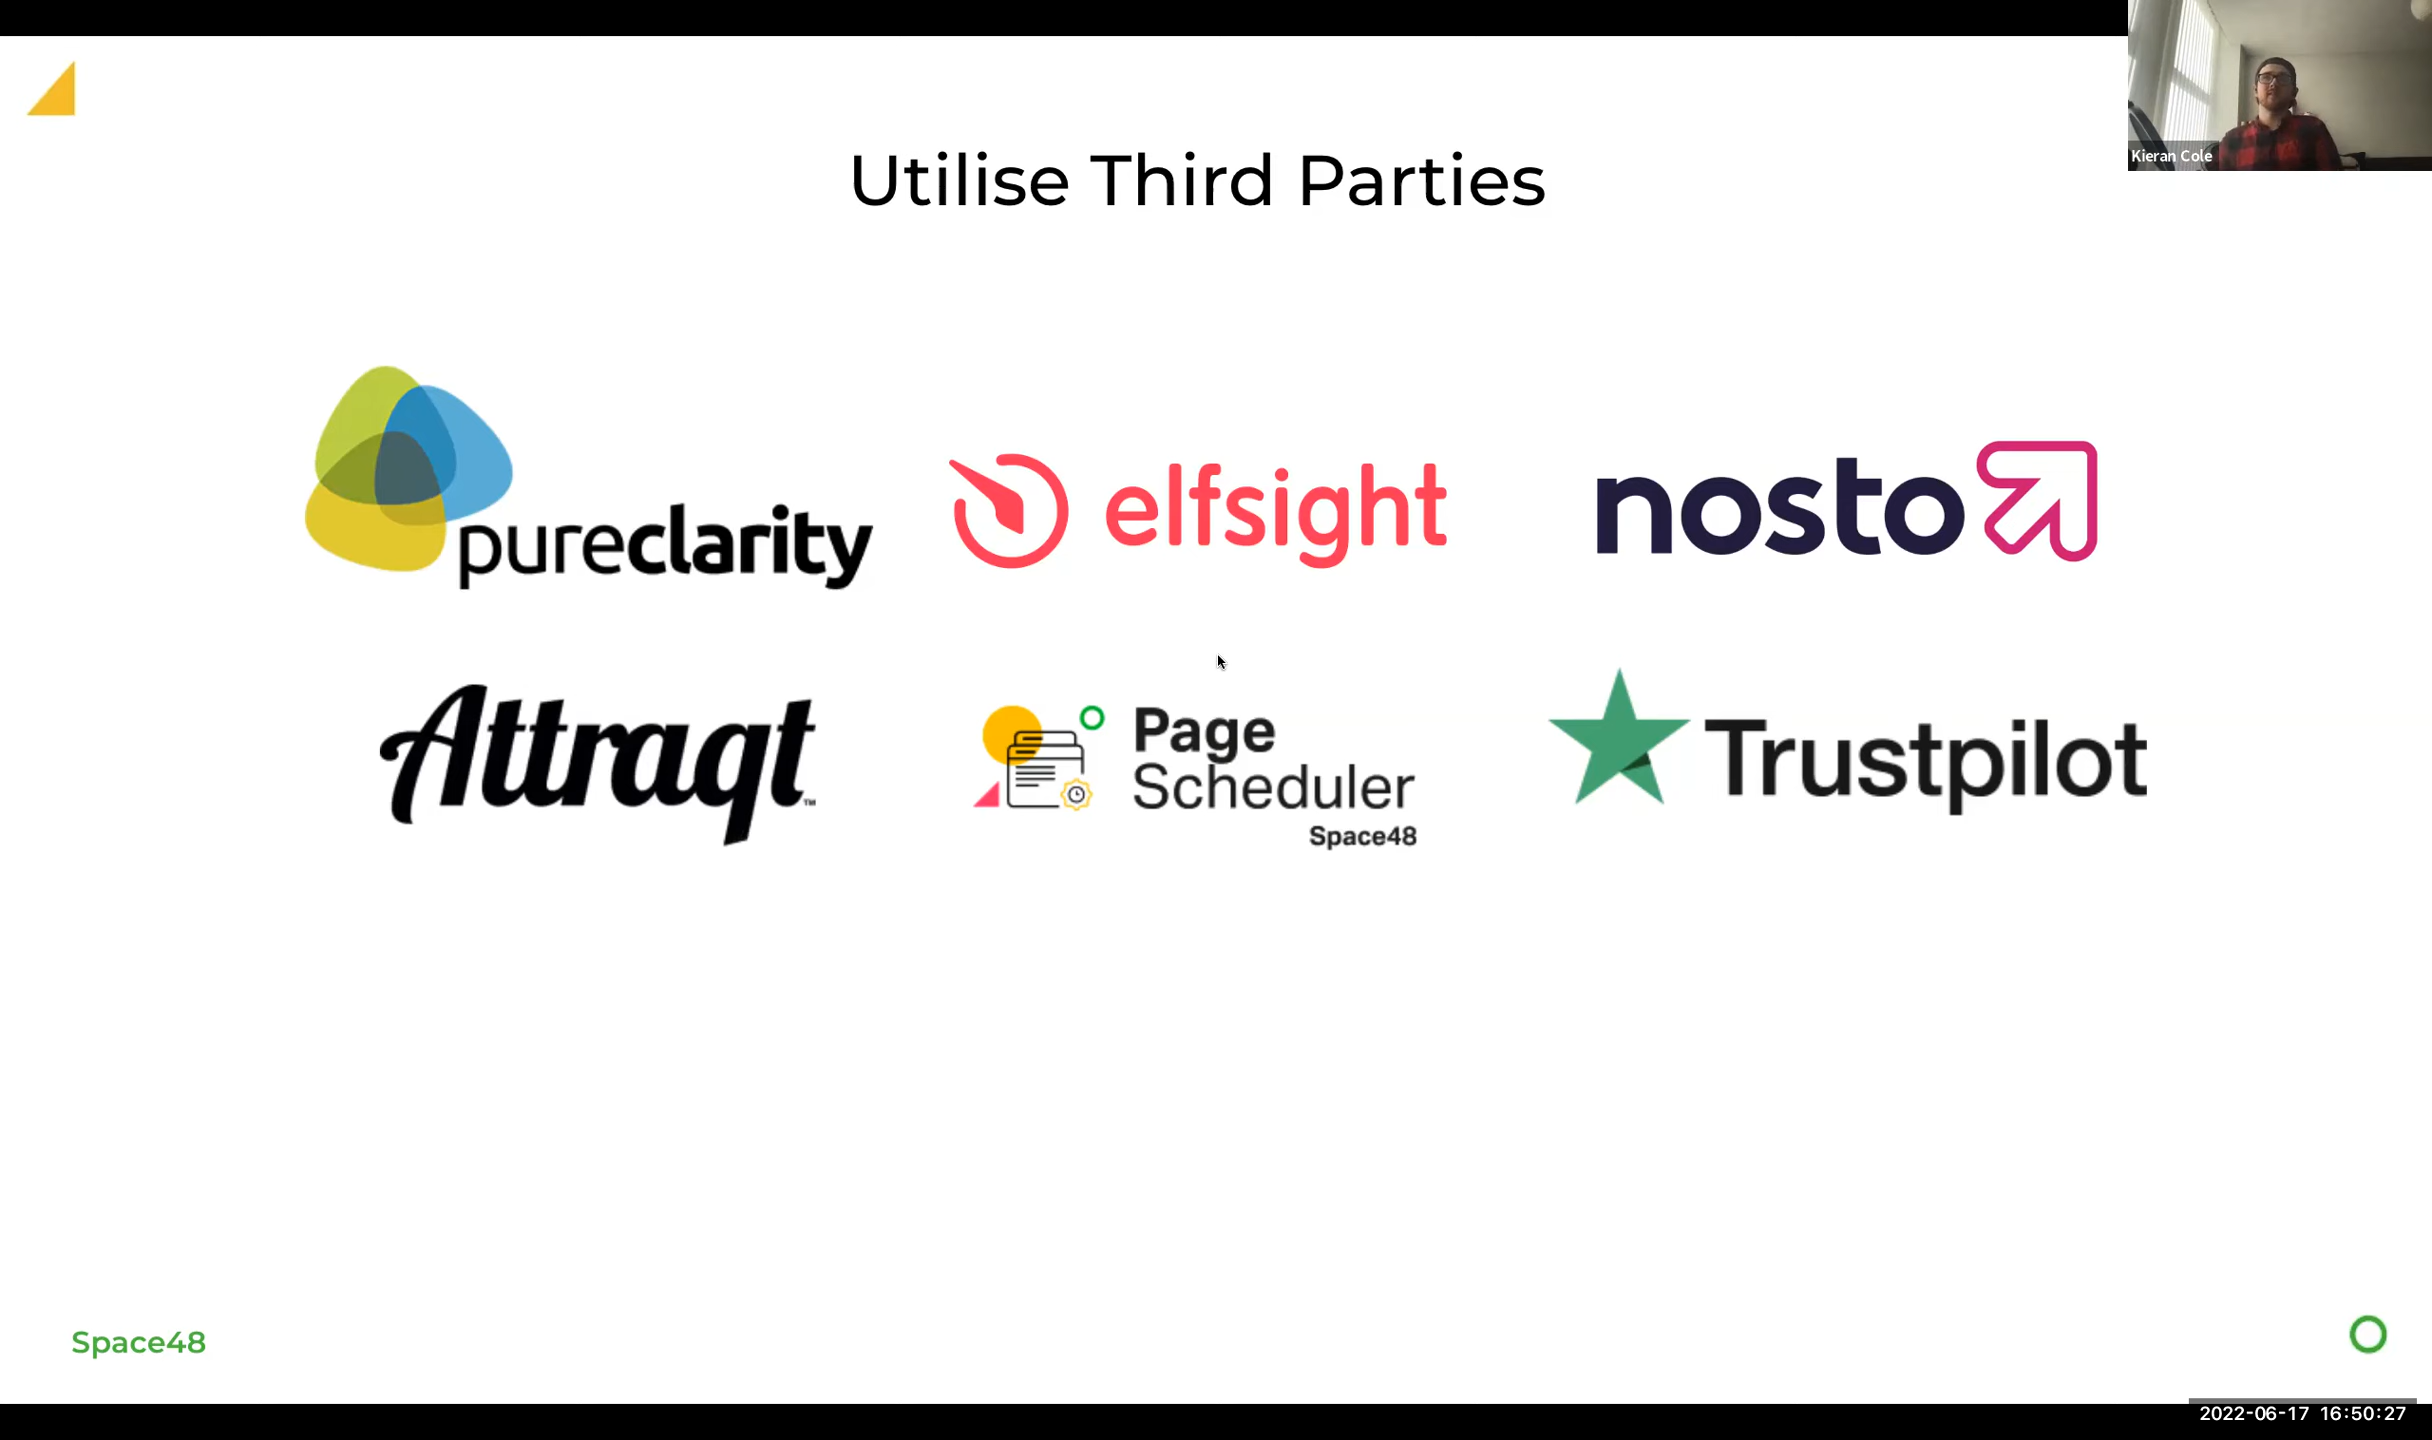 Kieran Cole
Utilise Third Parties
pureclarity
elfsight
nosto
Attraqt™
Page
Scheduler
Space48
Trustpilot
Space48
2022-06-17 16:50:27